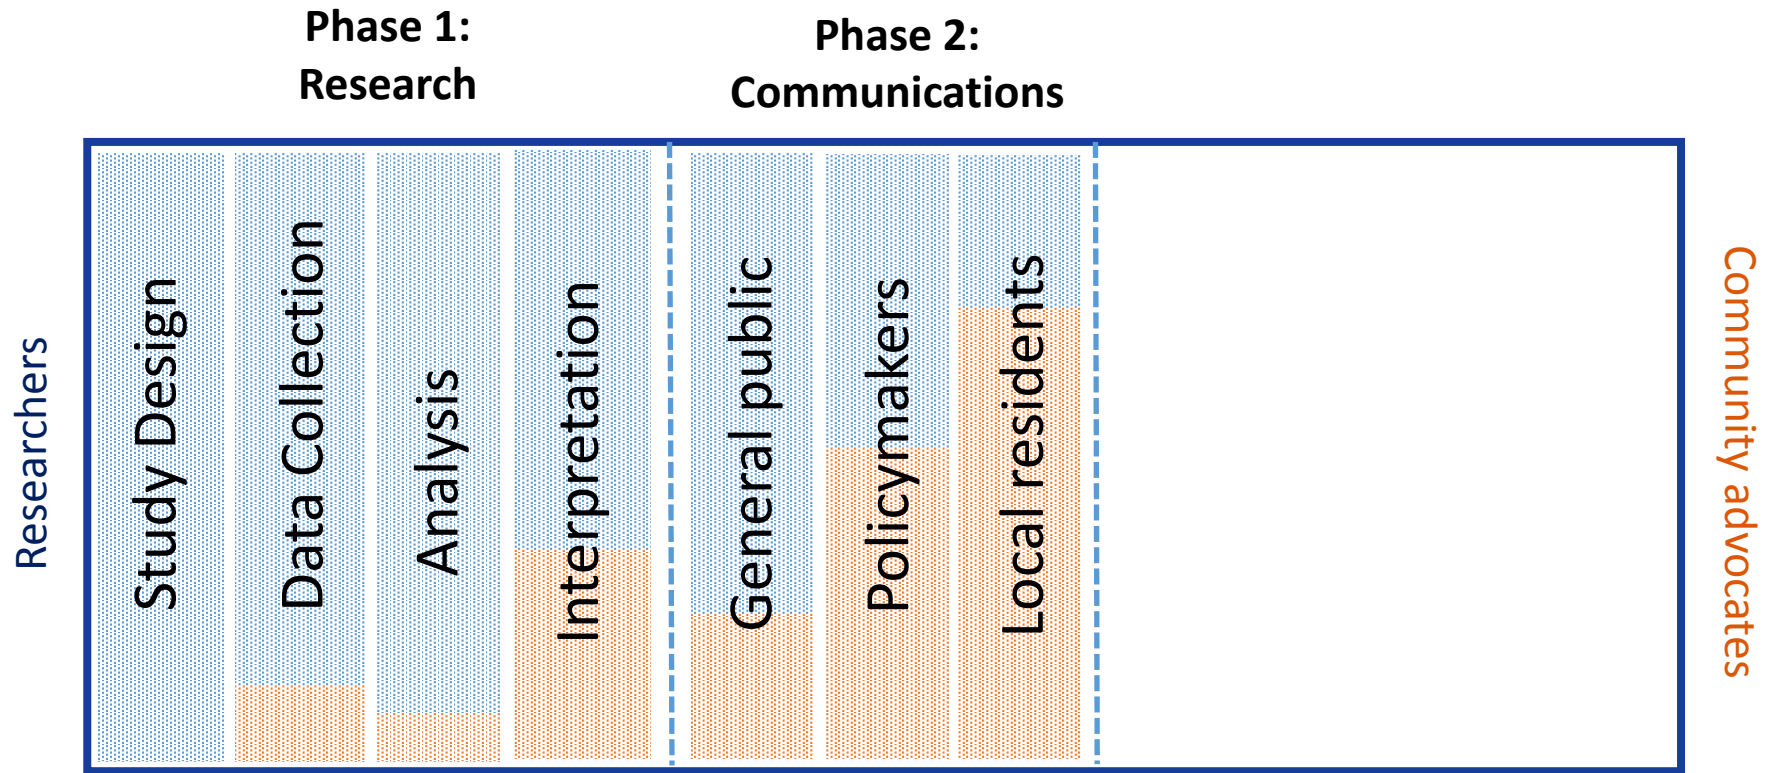 Phase 1:
Research
Phase 2:
Communications
Researchers
Study Design
Data Collection
Analysis
Interpretation
General public
Policymakers
Local residents
Community advocates